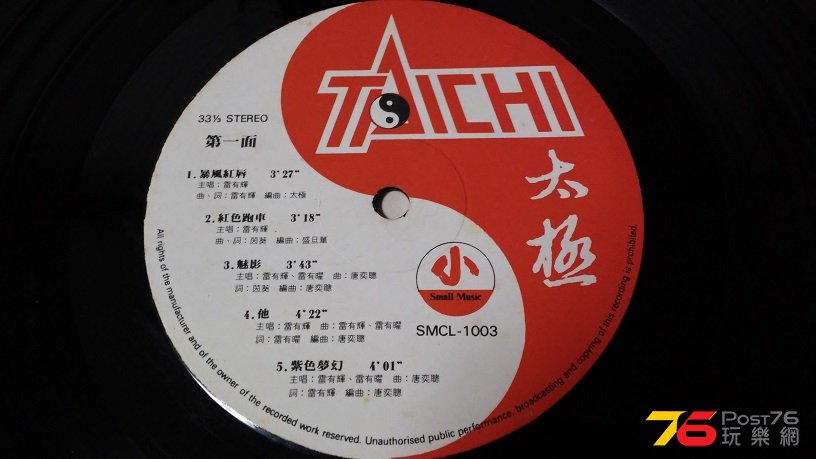 TAICHI
太極
33⅓ STEREO
第一面
1.暴風紅唇 3'27"
主唱:雷有輝
曲、詞:雷有輝 編曲:太極
2.紅色跑車 3'18"
主唱:雷有輝
曲、詞:茵葵 編曲:盛旦華
3.魅影 3'43"
主唱:雷有輝、雷有曜 曲:唐奕聰
詞:茵葵 編曲:唐奕聰
4.他 4'22"
主唱:雷有輝 曲:雷有輝、雷有曜
詞:雷有曜 編曲:唐奕聰
5.紫色夢幻 4'01"
主唱:雷有輝、雷有曜 曲:唐奕聰
詞:雷有輝 編曲:唐奕聰
小
Small Music
SMCL-1003
All rights of the manufacturer and of the owner of the recorded work reserved. Unauthorised public performance, broadcasting and copying of this recording is prohibited.
76 POST76
玩樂網